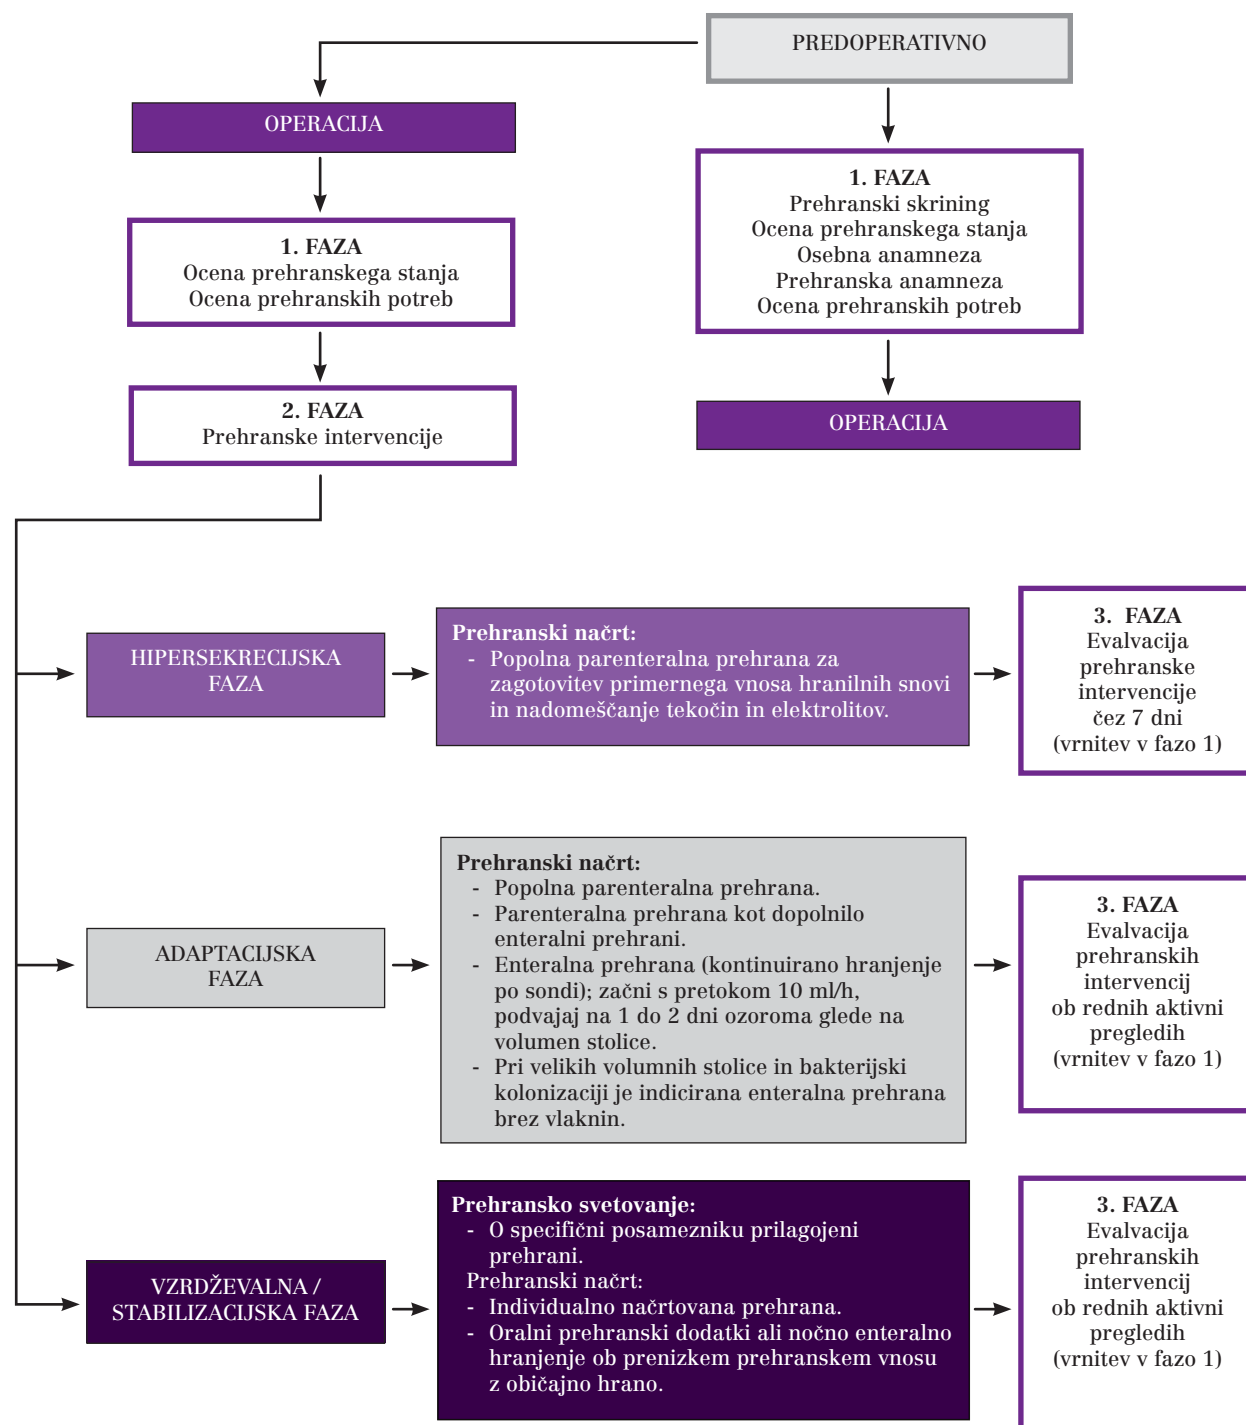 PREDOPERATIVNO
OPERACIJA
1. FAZA
Ocena prehranskega stanja
Ocena prehranskih potreb
2. FAZA
Prehranske intervencije
1. FAZA
Prehranski skrining
Ocena prehranskega stanja
Osebna anamneza
Prehranska anamneza
Ocena prehranskih potreb
OPERACIJA
HIPERSEKRECIJSKA
FAZA
Prehranski načrt:
- Popolna parenteralna prehrana za
zagotovitev primernega vnosa hranilnih snovi
in nadomeščanje tekočin in elektrolitov.
3. FAZA
Evalvacija
prehranske
intervencije
čez 7 dni
(vrnitev v fazo 1)
ADAPTACIJSKA
FAZA
Prehranski načrt:
- Popolna parenteralna prehrana.
- Parenteralna prehrana kot dopolnilo
enteralni prehrani.
- Enteralna prehrana (kontinuirano hranjenje
po sondi); začni s pretokom 10 ml/h,
podvajaj na 1 do 2 dni ozoroma glede na
volumen stolice.
- Pri velikih volumnih stolice in bakterijski
kolonizaciji je indicirana enteralna prehrana
brez vlaknin.
3. FAZA
Evalvacija
prehranskih
intervencij
ob rednih aktivni
pregledih
(vrnitev v fazo 1)
VZRDŽEVALNA /
STABILIZACIJSKA FAZA
Prehransko svetovanje:
- O specifični posamezniku prilagojeni
prehrani.
Prehranski načrt:
- Individualno načrtovana prehrana.
- Oralni prehranski dodatki ali nočno enteralno
hranjenje ob prenizkem prehranskem vnosu
z običajno hrano.
3. FAZA
Evalvacija
prehranskih
intervencij
ob rednih aktivni
pregledih
(vrnitev v fazo 1)